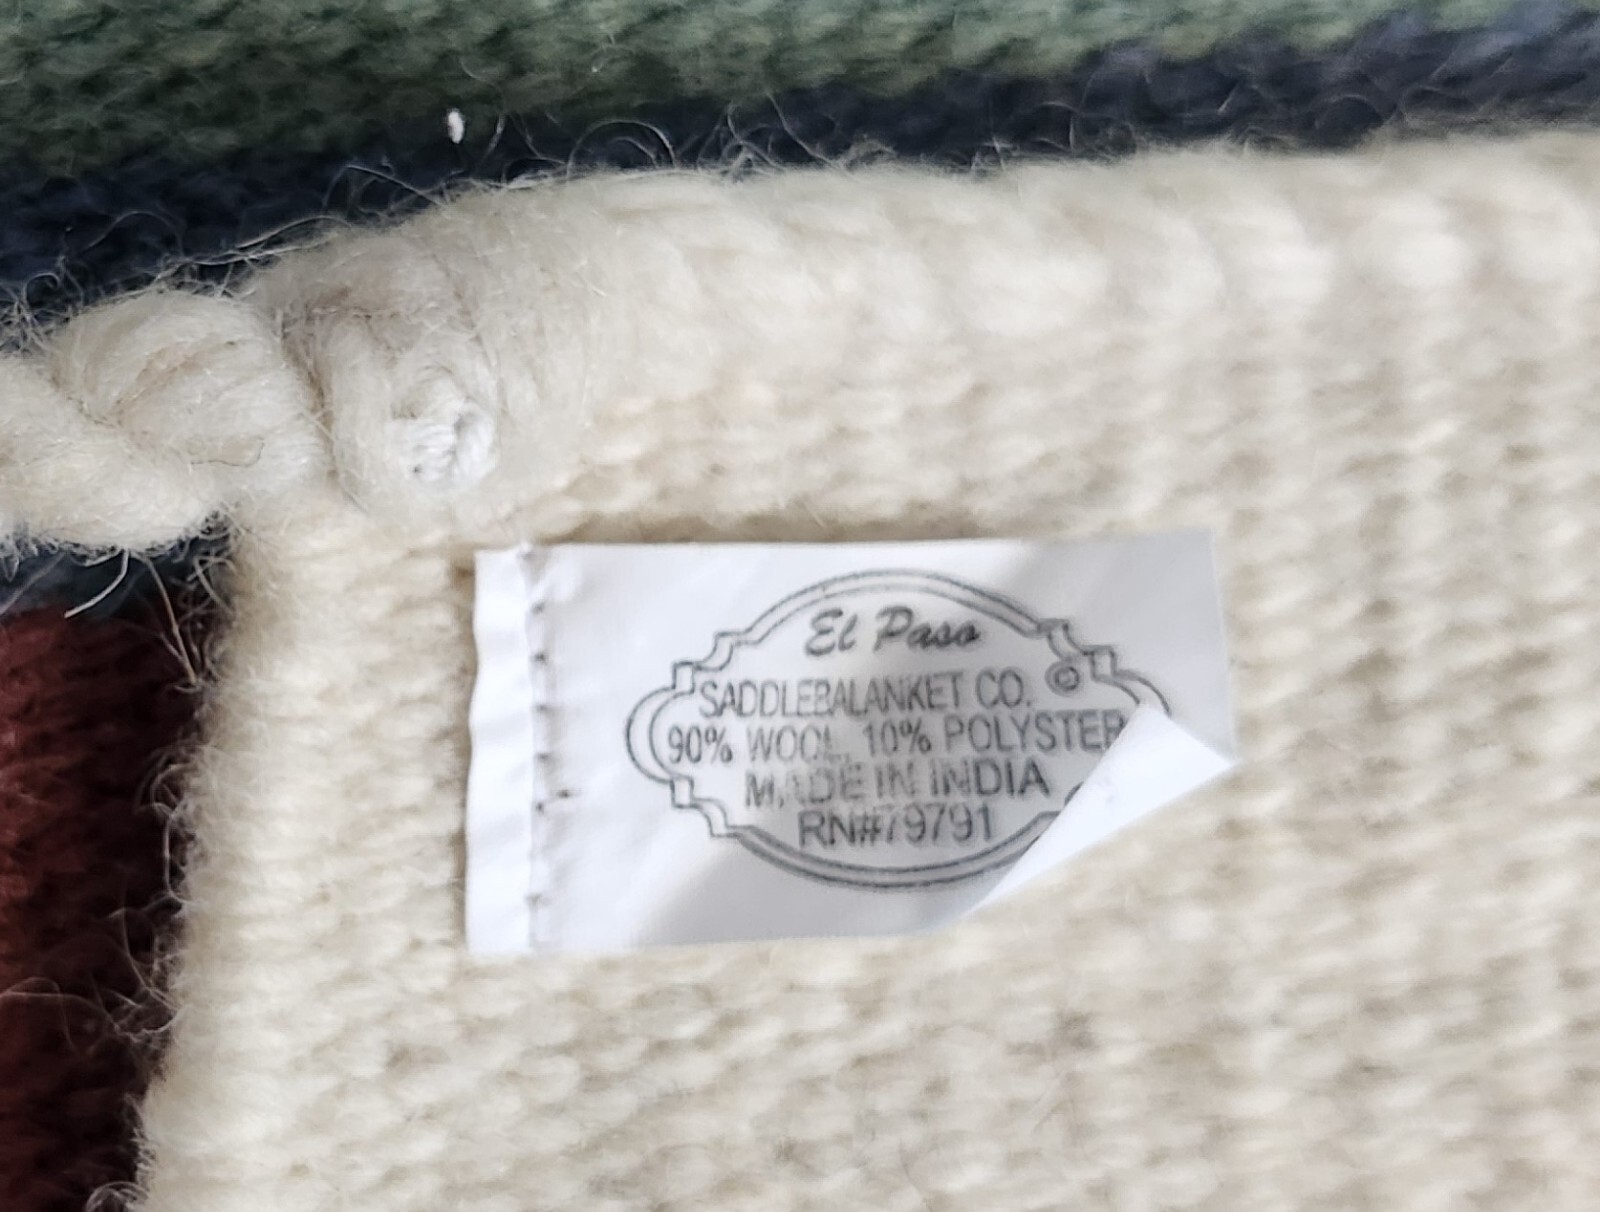 El Paso
SADDLEBALANKET CO. ©
90% WOOL, 10% POLYSTER
MADE IN INDIA
RN#79791